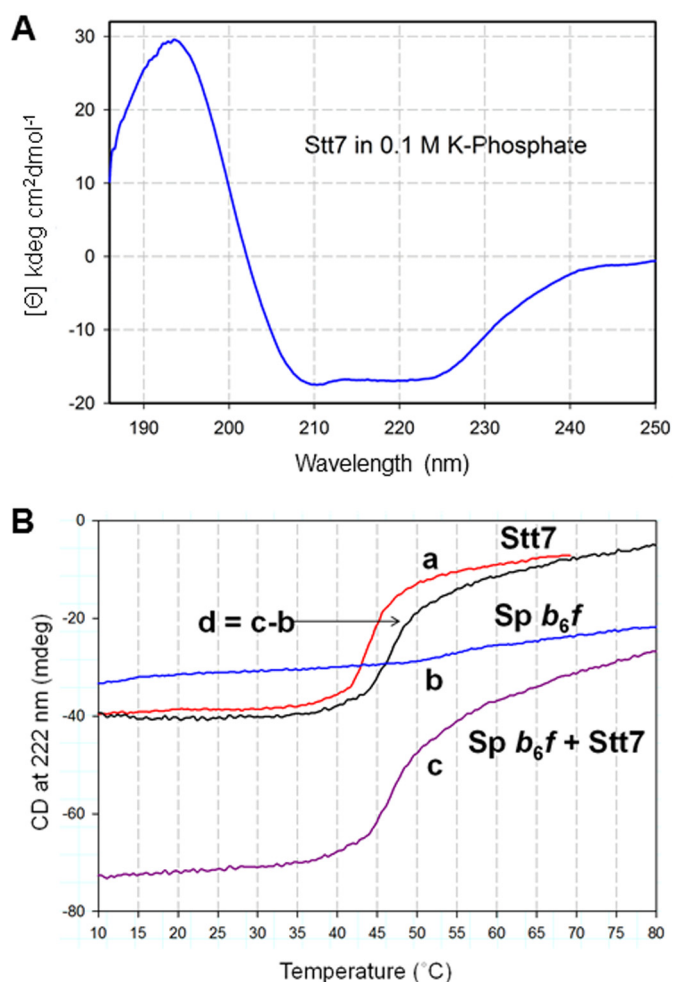 A
30
20
10
0
-10
-20
[Θ] kdeg cm²dmol⁻¹
Stt7 in 0.1 M K-Phosphate
190 200 210 220 230 240 250
Wavelength (nm)
B
0
-20
-40
-60
-80
CD at 222 nm (mdeg)
a
Stt7
d = c-b
Sp b₆f
b
Sp b₆f + Stt7
c
10 15 20 25 30 35 40 45 50 55 60 65 70 75 80
Temperature (°C)